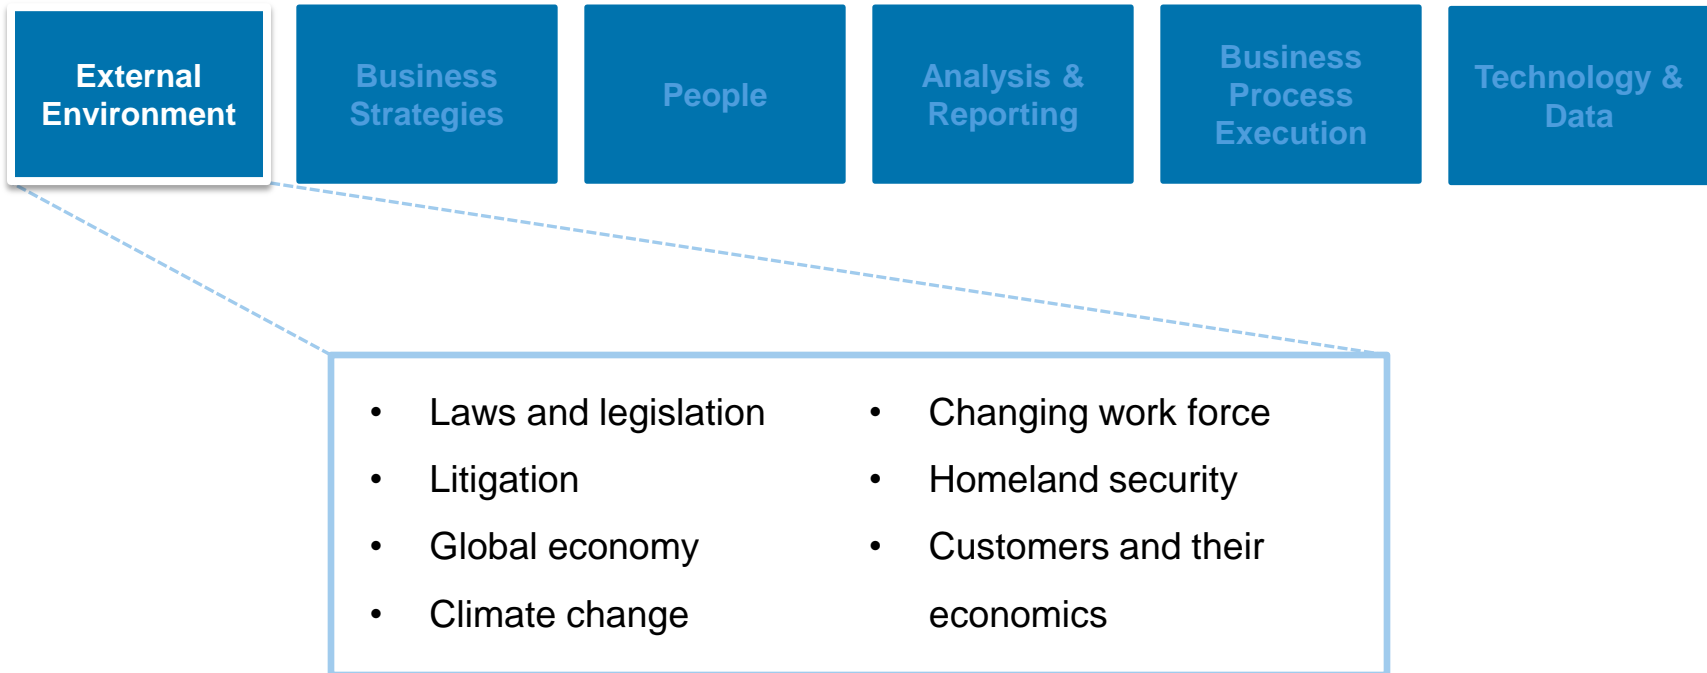 External
Environment
Business
Strategies
People
Analysis &
Reporting
Business
Process
Execution
Technology &
Data
• Laws and legislation
• Litigation
• Global economy
• Climate change
• Changing work force
• Homeland security
• Customers and their
economics